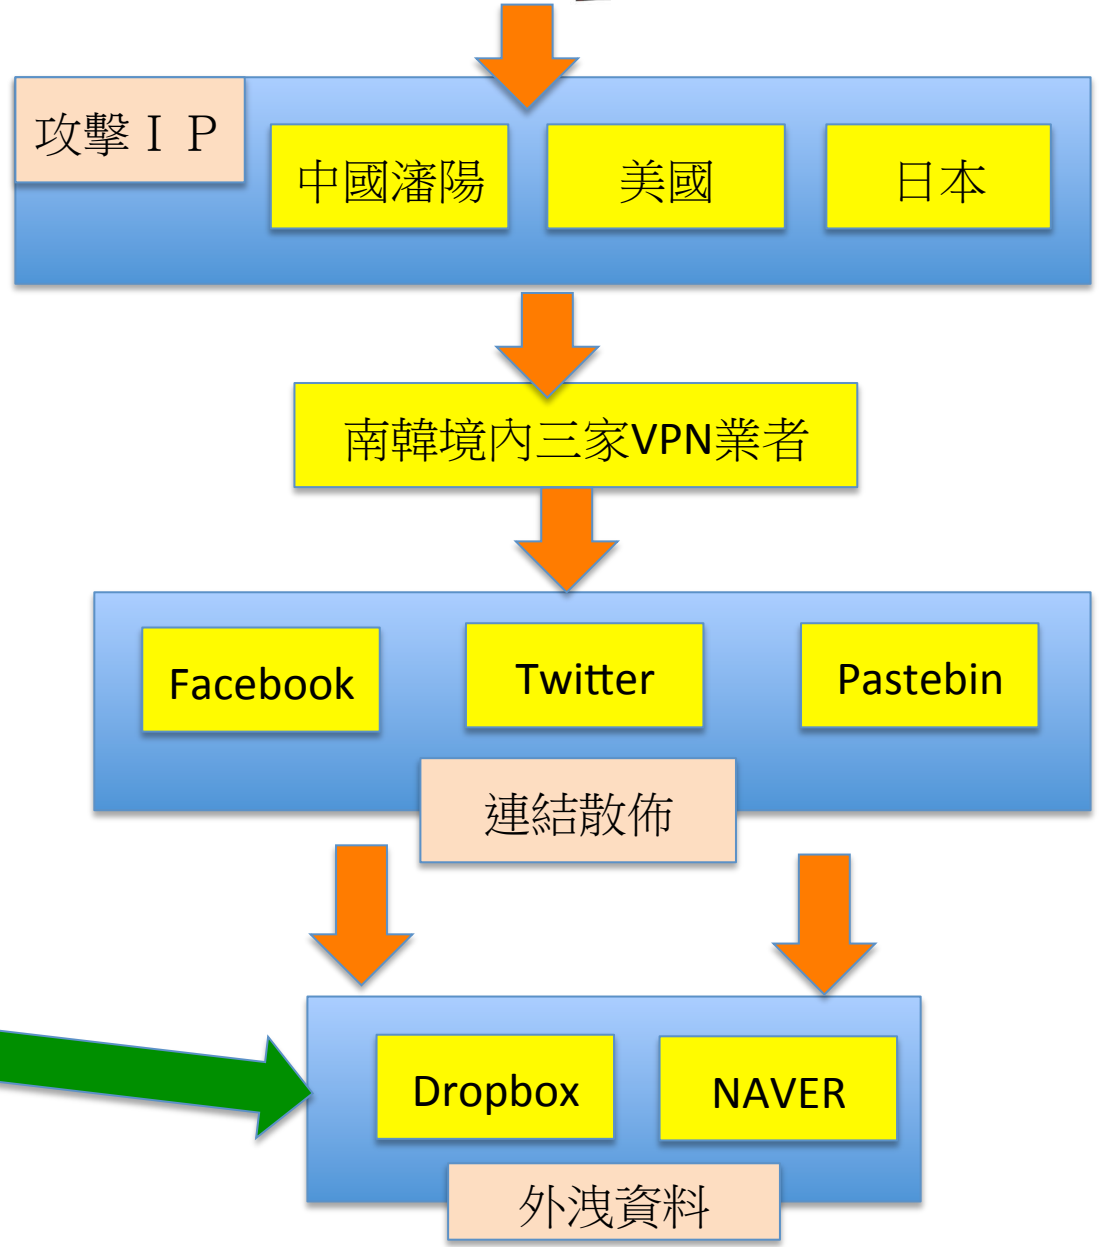 攻擊ＩＰ
中國瀋陽
美國
日本
南韓境內三家VPN業者
Facebook
Twitter
Pastebin
連結散佈
Dropbox
NAVER
外洩資料